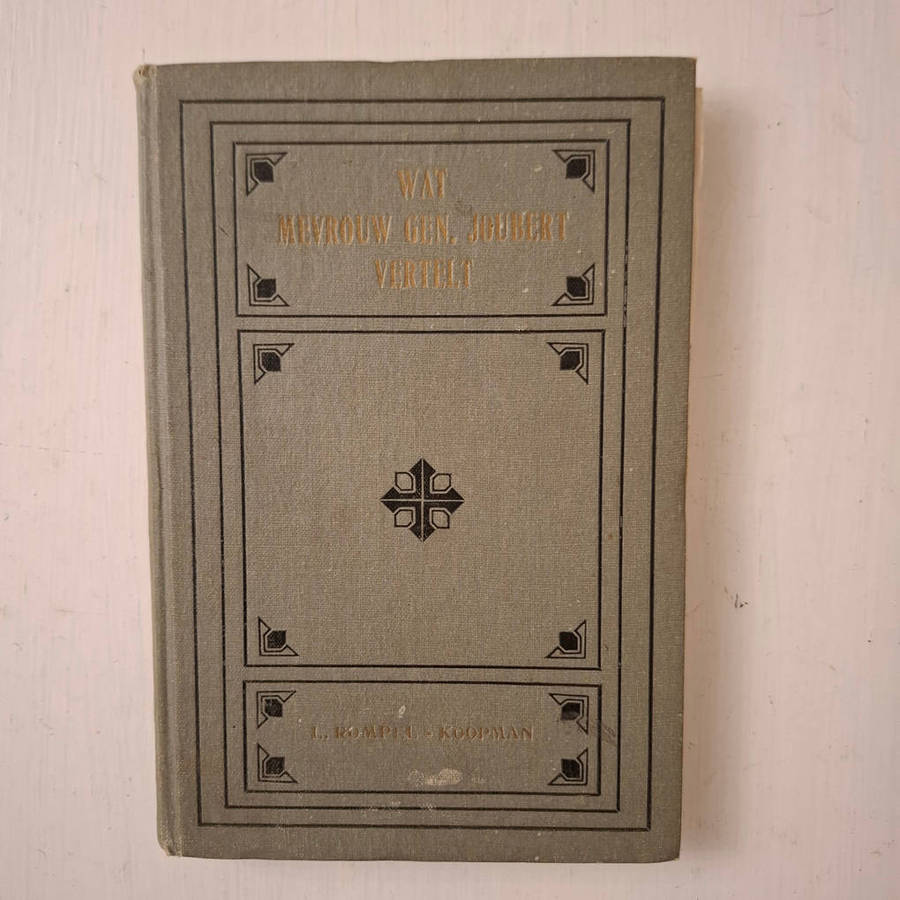 WAT
MEVROUW GEN. JOUBERT
VERTELT
L. ROMPEL - KOOPMAN